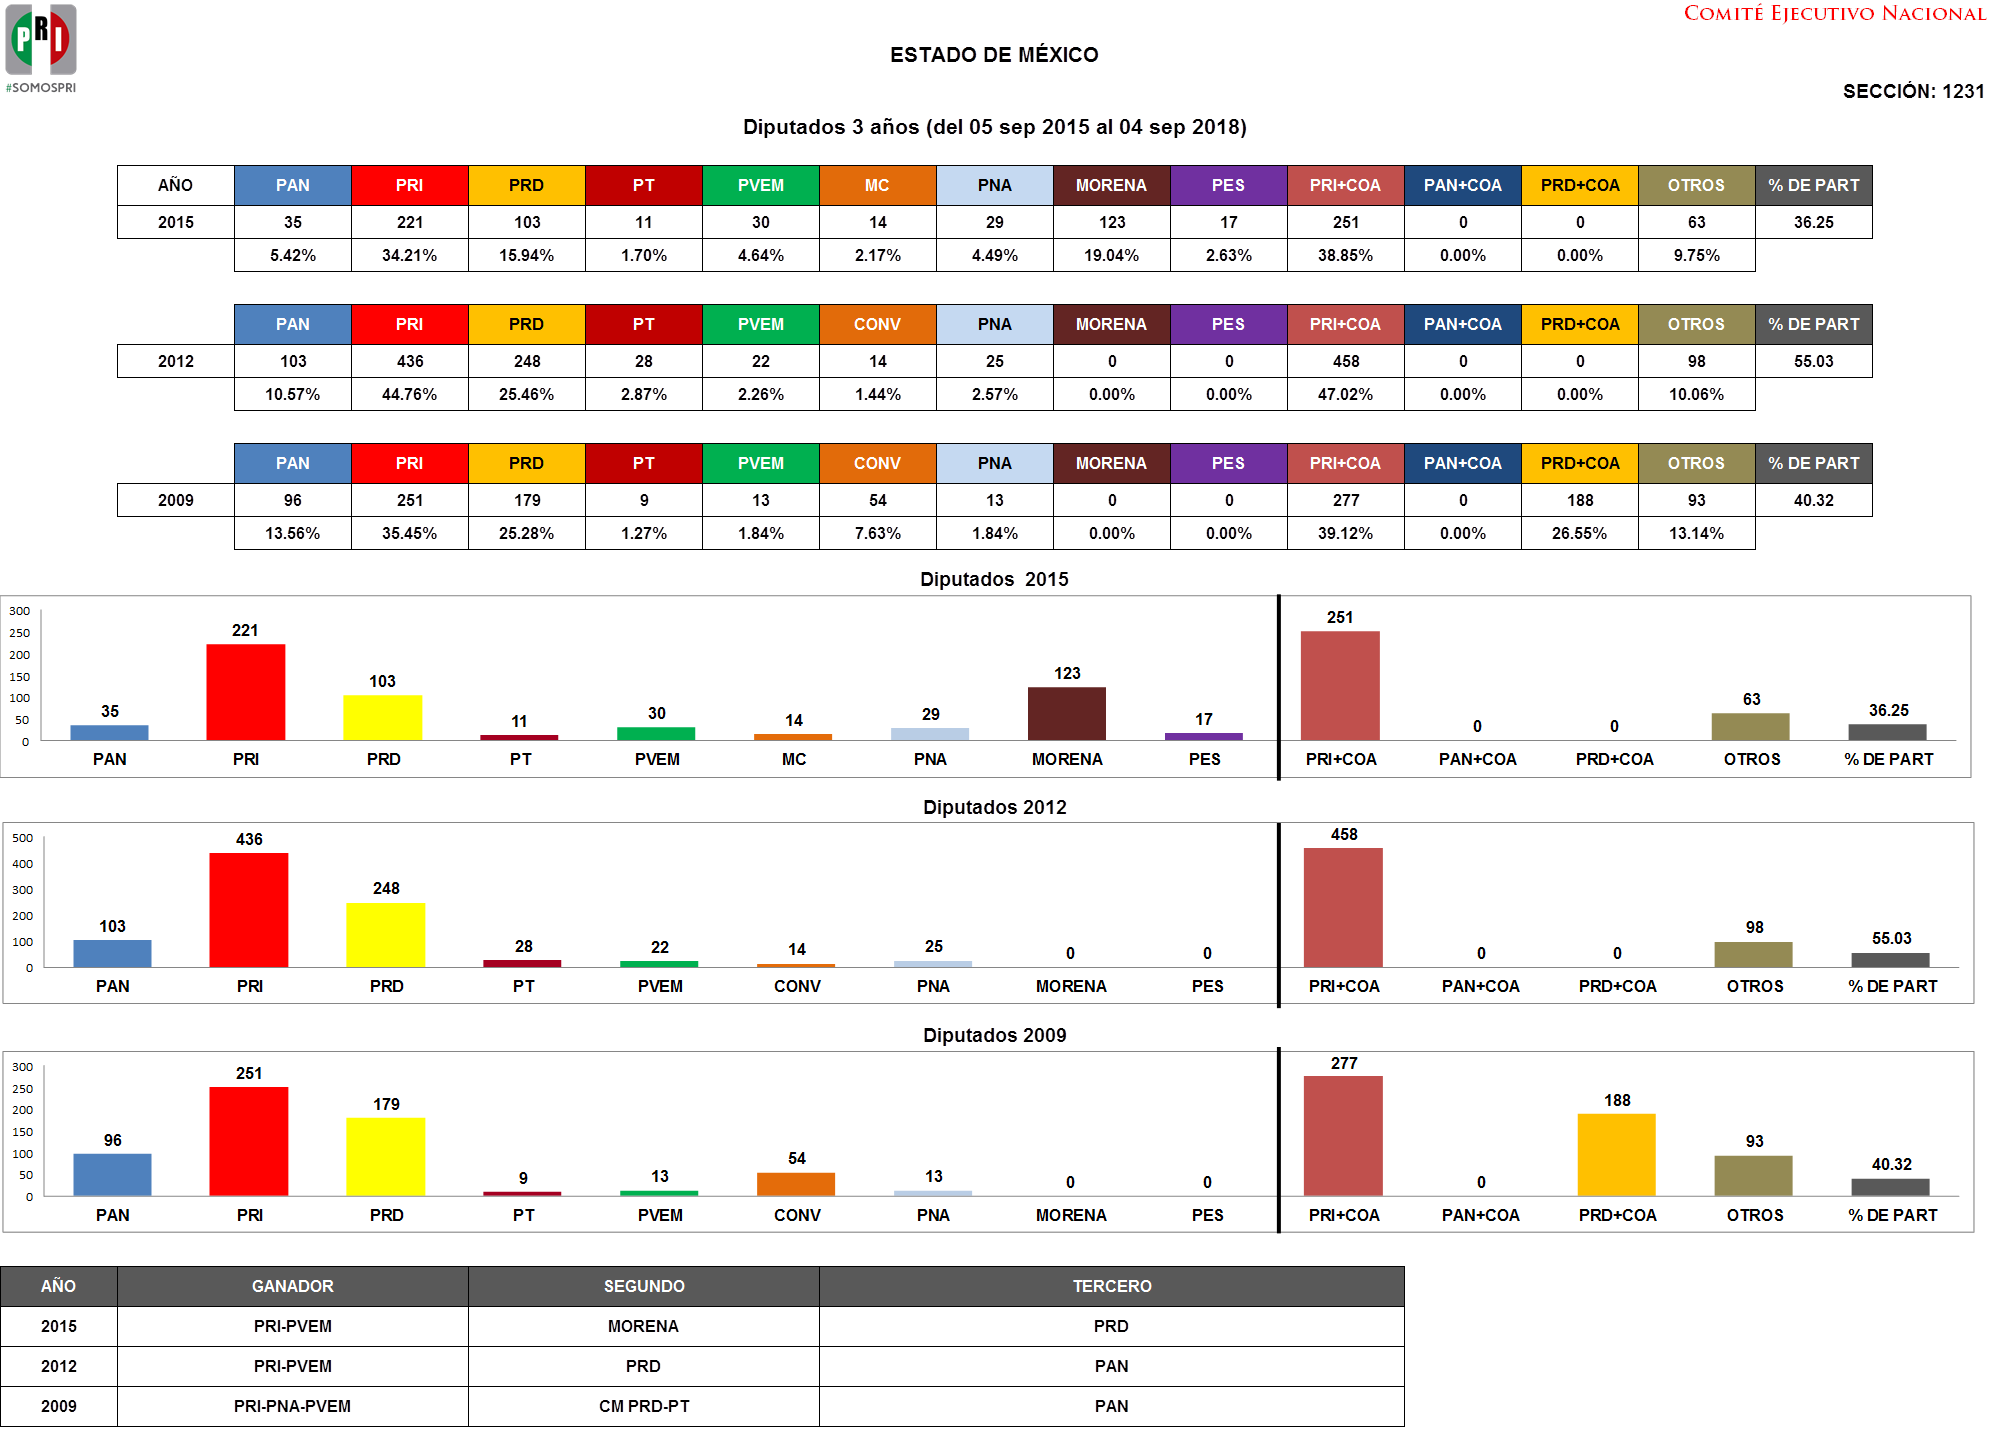 PRI
#SOMOSPRI
COMITÉ EJECUTIVO NACIONAL
ESTADO DE MÉXICO
SECCIÓN: 1231
Diputados 3 años (del 05 sep 2015 al 04 sep 2018)
AÑO PAN PRI PRD PT PVEM MC PNA MORENA PES PRI+COA PAN+COA PRD+COA OTROS % DE PART
2015 35 221 103 11 30 14 29 123 17 251 0 0 63 36.25
5.42% 34.21% 15.94% 1.70% 4.64% 2.17% 4.49% 19.04% 2.63% 38.85% 0.00% 0.00% 9.75%
PAN PRI PRD PT PVEM CONV PNA MORENA PES PRI+COA PAN+COA PRD+COA OTROS % DE PART
2012 103 436 248 28 22 14 25 0 0 458 0 0 98 55.03
10.57% 44.76% 25.46% 2.87% 2.26% 1.44% 2.57% 0.00% 0.00% 47.02% 0.00% 0.00% 10.06%
PAN PRI PRD PT PVEM CONV PNA MORENA PES PRI+COA PAN+COA PRD+COA OTROS % DE PART
2009 96 251 179 9 13 54 13 0 0 277 0 188 93 40.32
13.56% 35.45% 25.28% 1.27% 1.84% 7.63% 1.84% 0.00% 0.00% 39.12% 0.00% 26.55% 13.14%
Diputados 2015
300
250
200
150
100
50
0
35 221 103 11 30 14 29 123 17 251 0 0 63 36.25
PAN PRI PRD PT PVEM MC PNA MORENA PES PRI+COA PAN+COA PRD+COA OTROS % DE PART
Diputados 2012
500
400
300
200
100
0
103 436 248 28 22 14 25 0 0 458 0 0 98 55.03
PAN PRI PRD PT PVEM CONV PNA MORENA PES PRI+COA PAN+COA PRD+COA OTROS % DE PART
Diputados 2009
300
250
200
150
100
50
0
96 251 179 9 13 54 13 0 0 277 0 188 93 40.32
PAN PRI PRD PT PVEM CONV PNA MORENA PES PRI+COA PAN+COA PRD+COA OTROS % DE PART
AÑO GANADOR SEGUNDO TERCERO
2015 PRI-PVEM MORENA PRD
2012 PRI-PVEM PRD PAN
2009 PRI-PNA-PVEM CM PRD-PT PAN